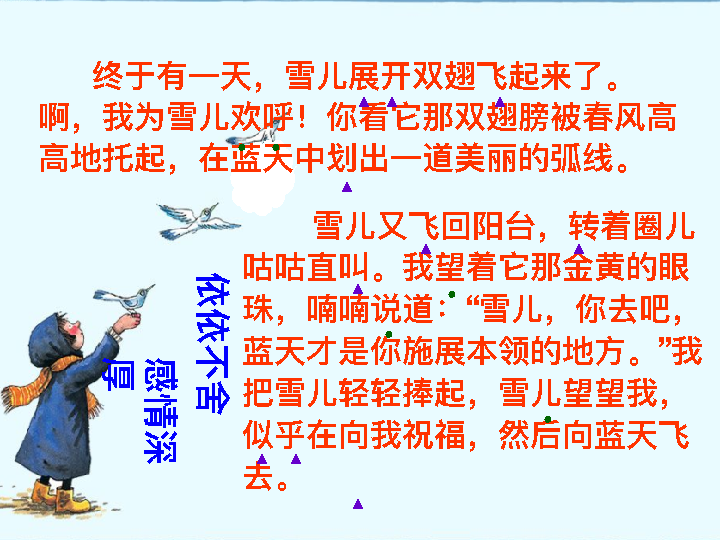 终于有一天，雪儿展开双翅飞起来了。
啊，我为雪儿欢呼！你看它那双翅膀被春风高
高地托起，在蓝天中划出一道美丽的弧线。
雪儿又飞回阳台，转着圈儿
咕咕直叫。我望着它那金黄的眼
珠，喃喃说道：“雪儿，你去吧，
蓝天才是你施展本领的地方。”我
把雪儿轻轻捧起，雪儿望望我，
似乎在向我祝福，然后向蓝天飞
去。
依依不舍
感情深
厚